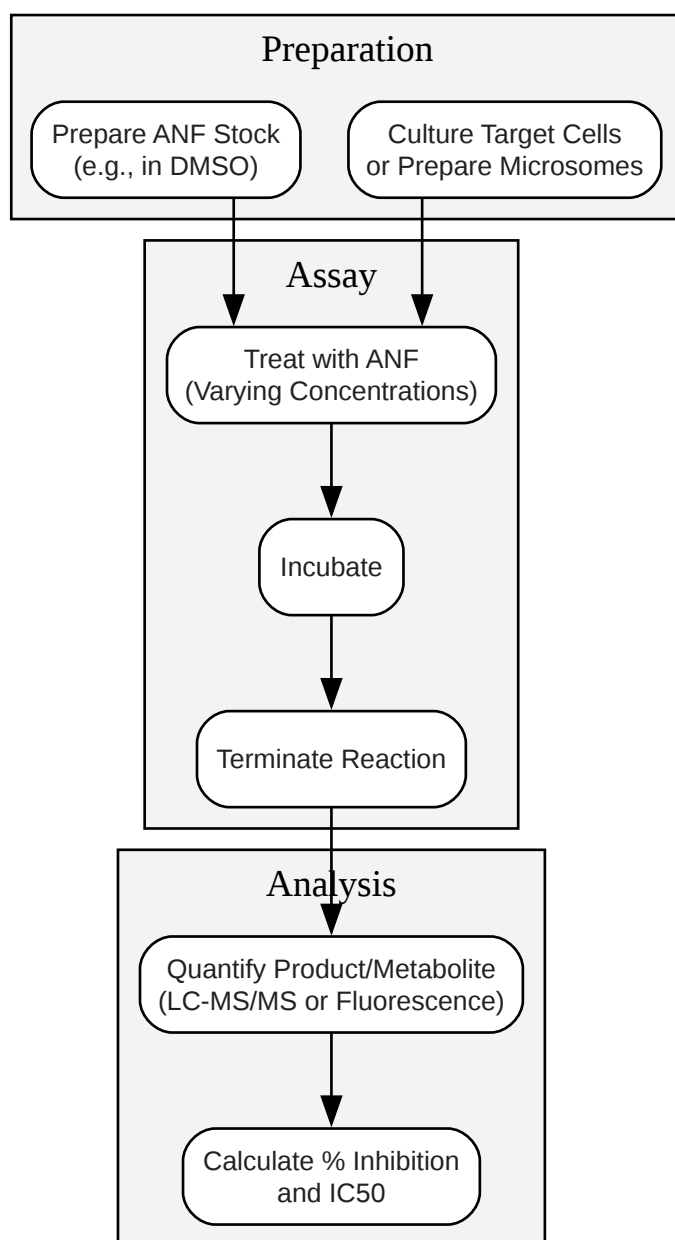 Preparation
Prepare ANF Stock
(e.g., in DMSO)
Culture Target Cells
or Prepare Microsomes
Assay
Treat with ANF
(Varying Concentrations)
Incubate
Terminate Reaction
Analysis
Quantify Product/Metabolite
(LC-MS/MS or Fluorescence)
Calculate % Inhibition
and IC50